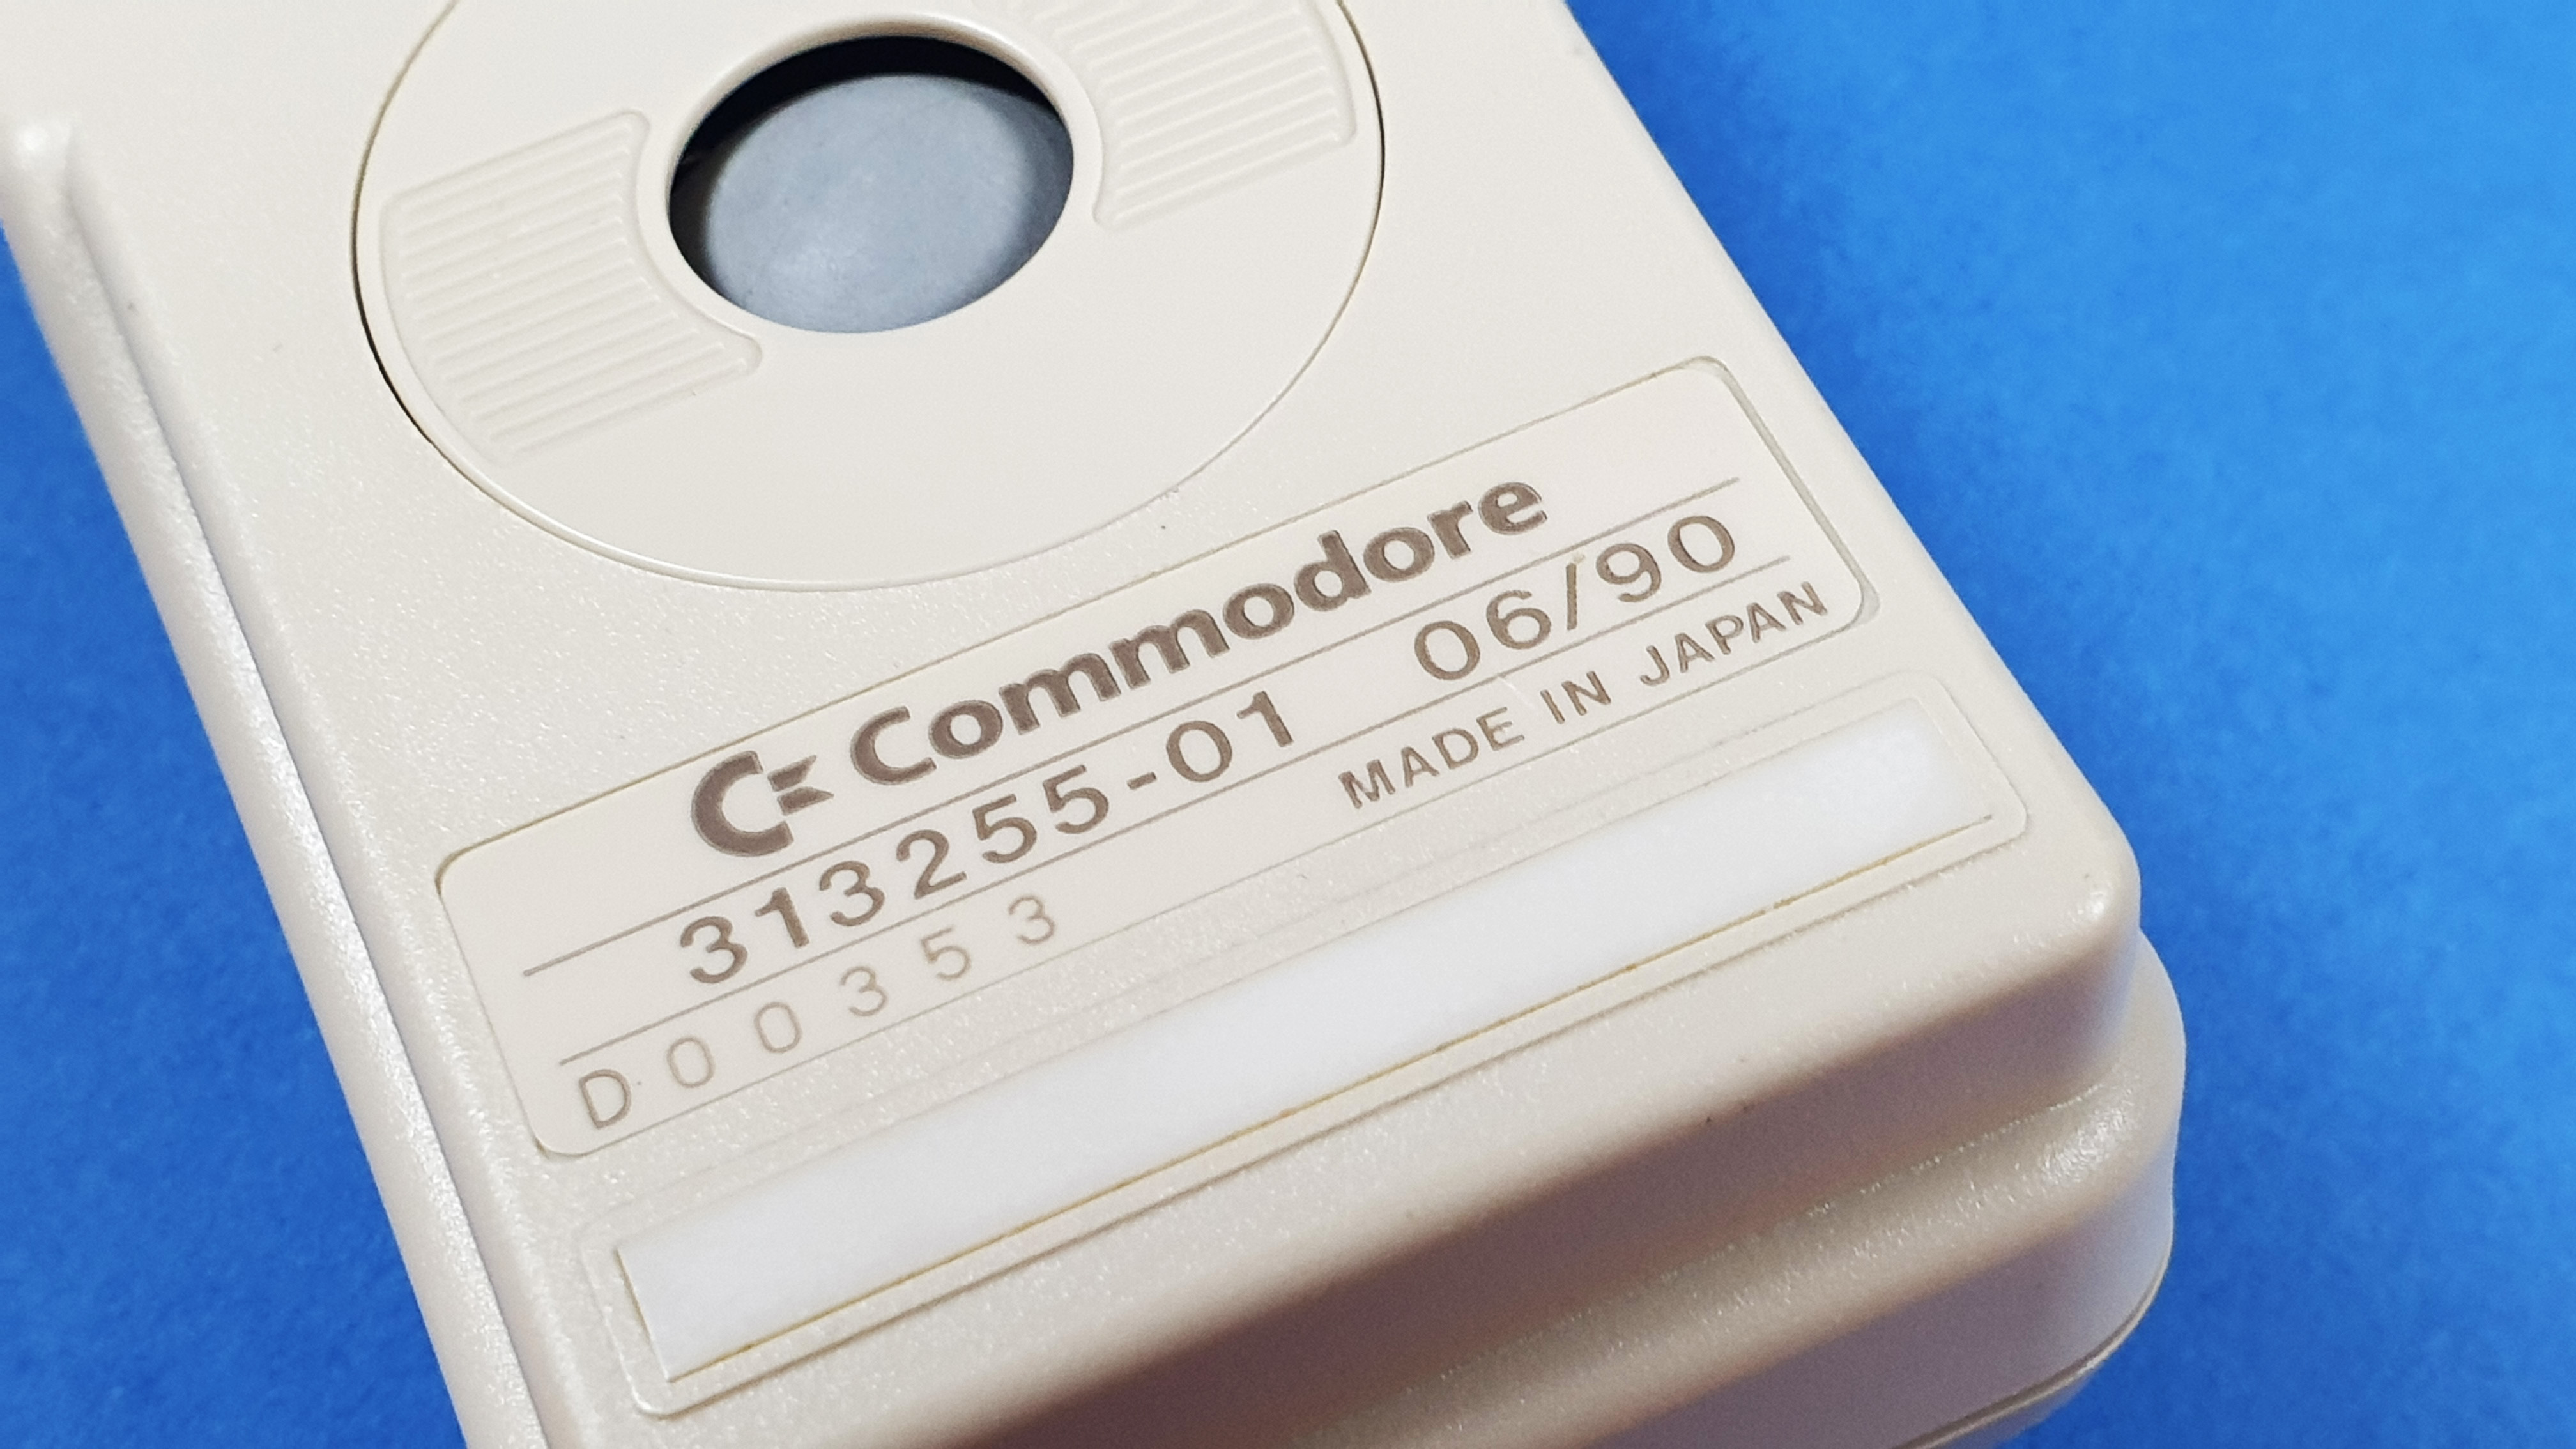 Commodore
313255-01 06/90
D00353 MADE IN JAPAN